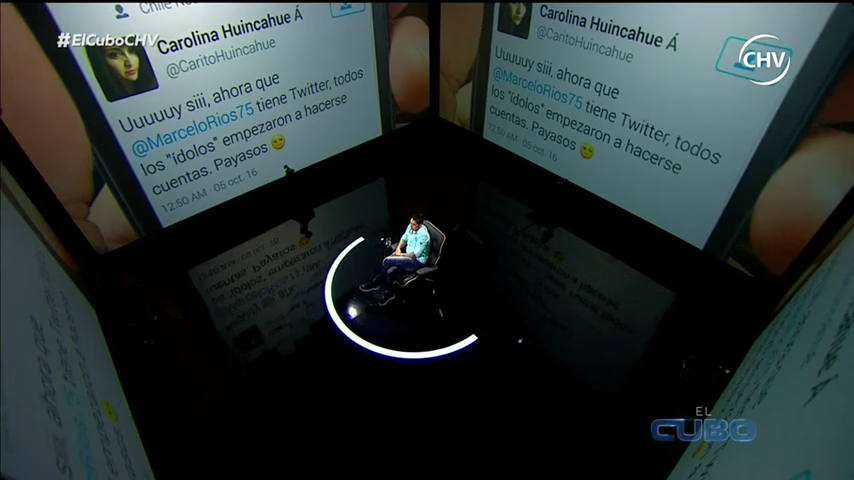 #ElCuboCHV
Chile No
Carolina Huincahue Á
@CaritoHuincahue
Uuuuuy siii, ahora que
@MarceloRios75 tiene Twitter, todos
los "ídolos" empezaron a hacerse
cuentas. Payasos
12:50 AM · 05 oct. 16
Carolina Huincahue Á
@CaritoHuincahue
Uuuuuy siii, ahora que
@MarceloRios75 tiene Twitter, todos
los "ídolos" empezaron a hacerse
cuentas. Payasos
12:50 AM · 05 oct. 16
CHV
EL
CUBO